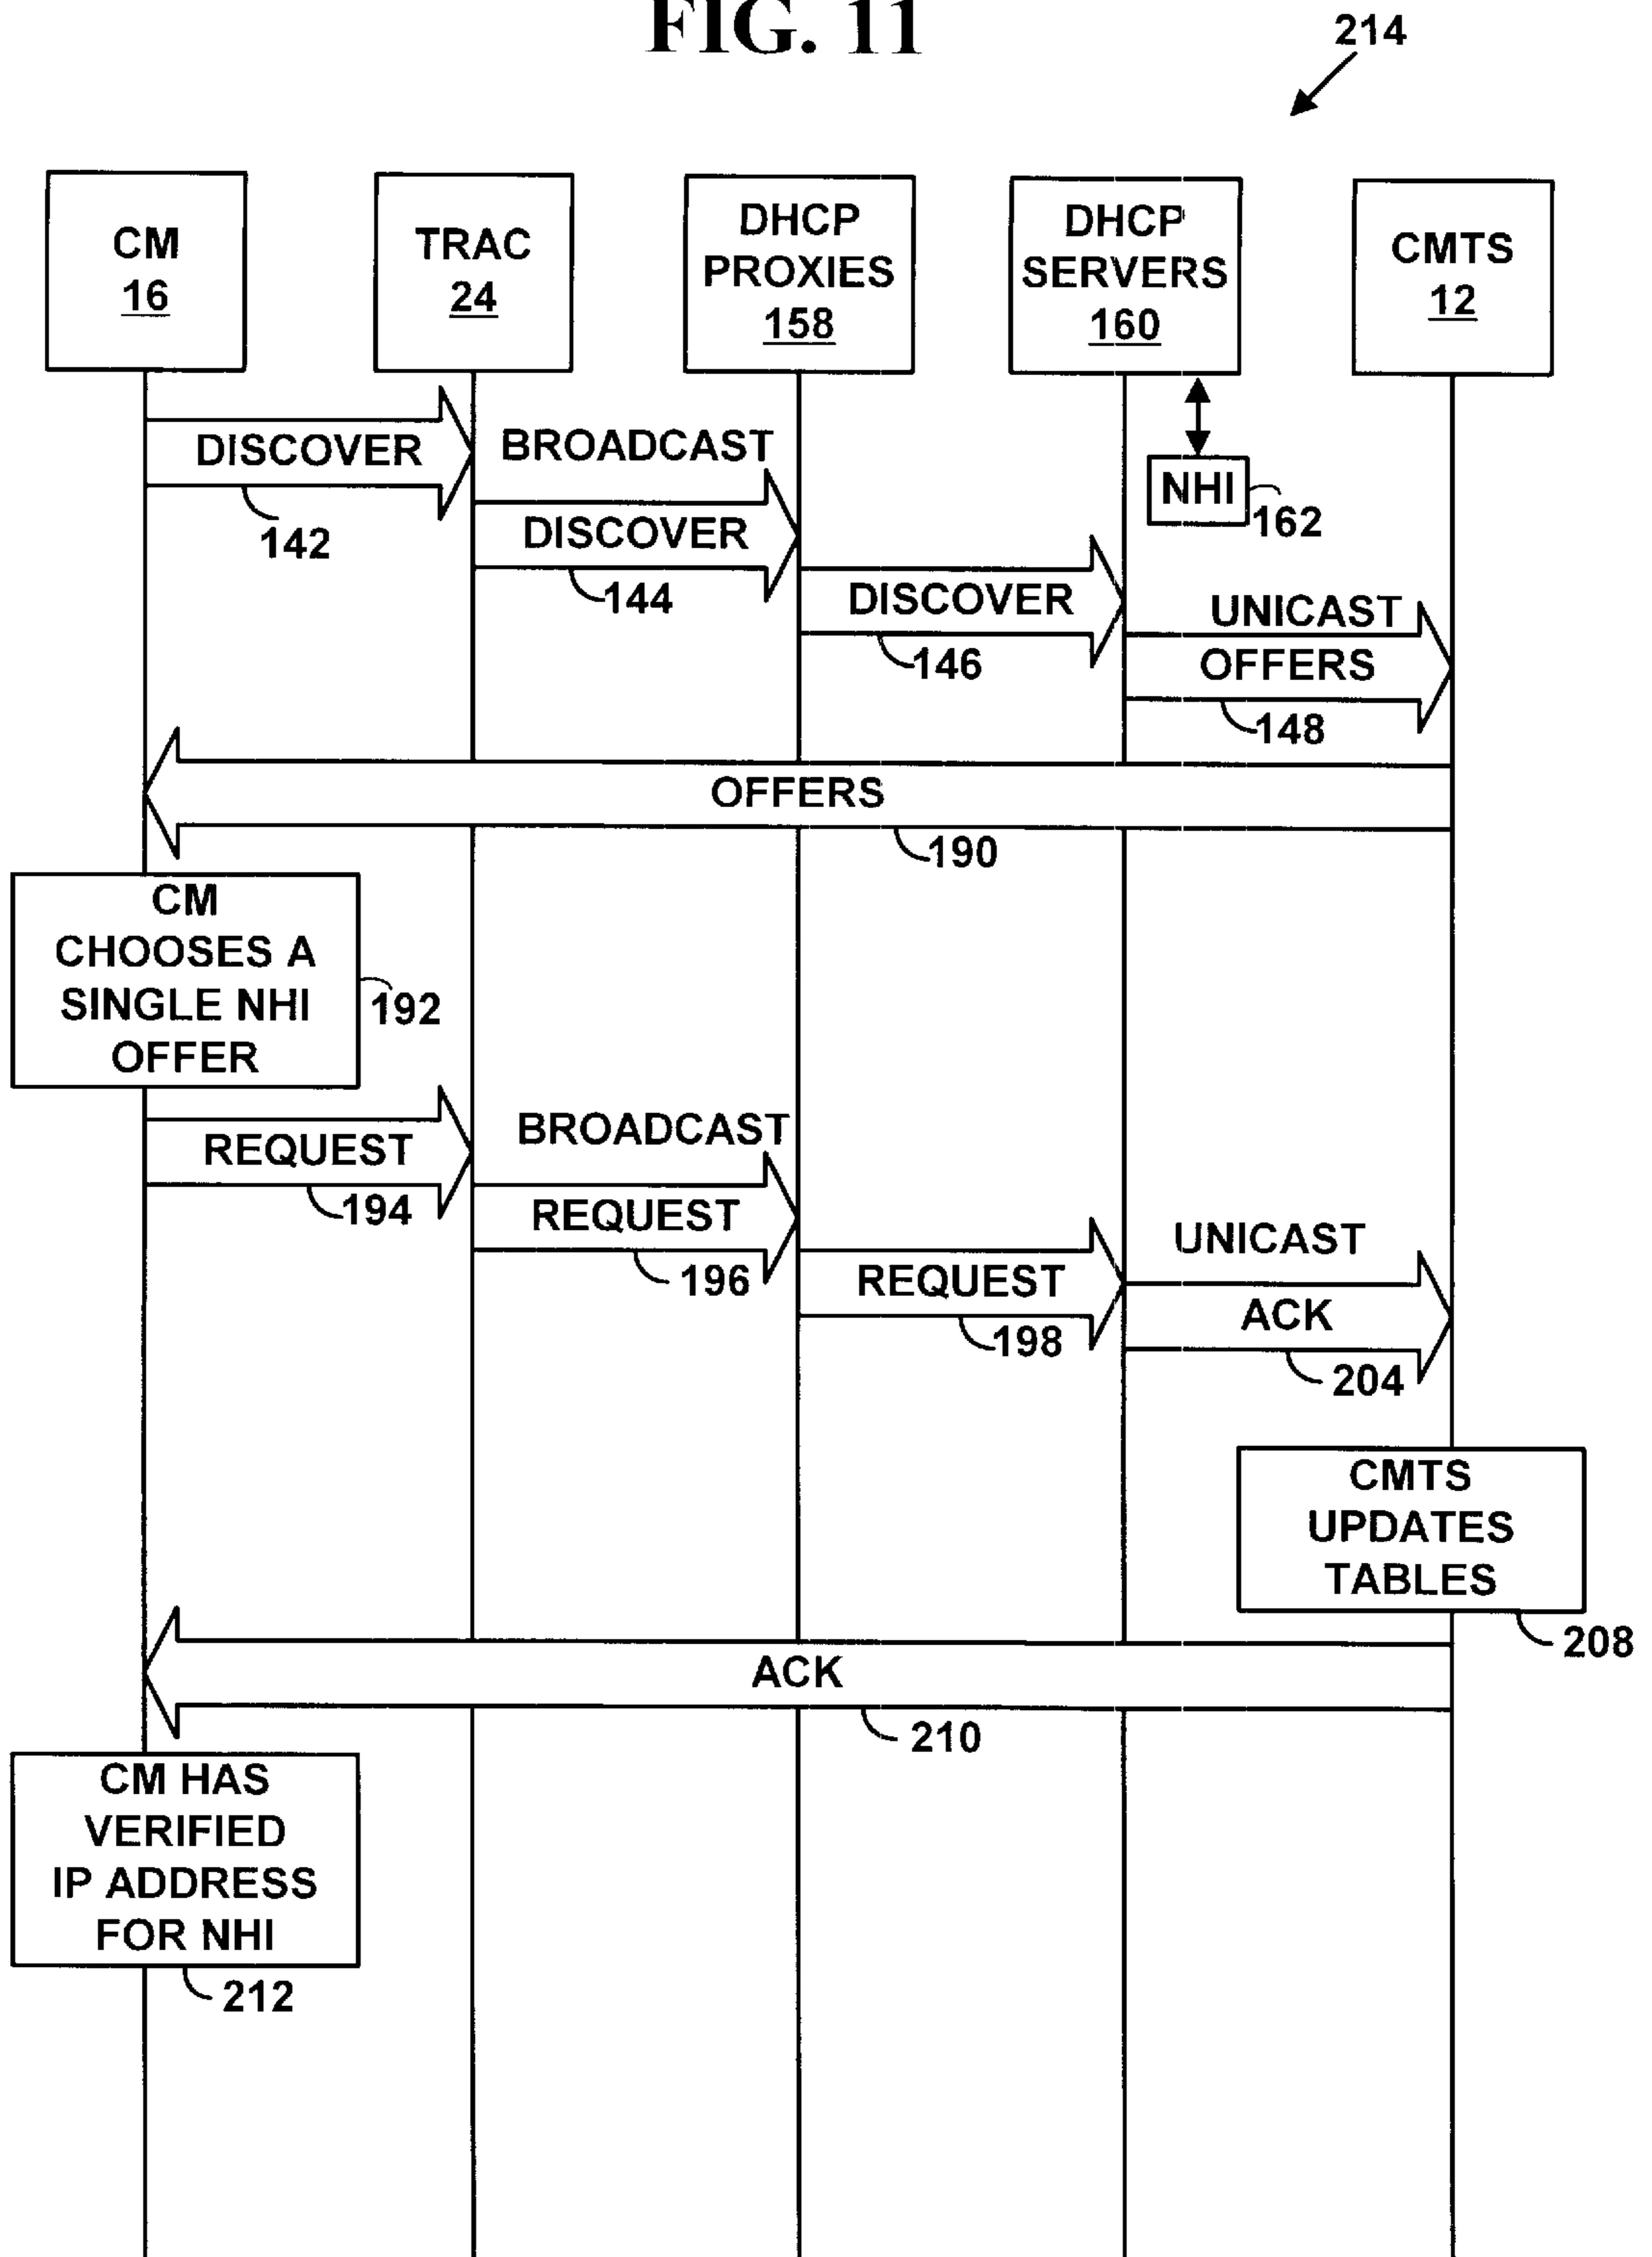 FIG. 11
214
CM
16
TRAC
24
DHCP
PROXIES
158
DHCP
SERVERS
160
CMTS
12
DISCOVER
142
BROADCAST
DISCOVER
144
NHI
162
DISCOVER
146
UNICAST
OFFERS
148
OFFERS
190
CM
CHOOSES A
SINGLE NHI
OFFER
192
REQUEST
194
BROADCAST
REQUEST
196
REQUEST
198
UNICAST
ACK
204
CMTS
UPDATES
TABLES
208
ACK
210
CM HAS
VERIFIED
IP ADDRESS
FOR NHI
212